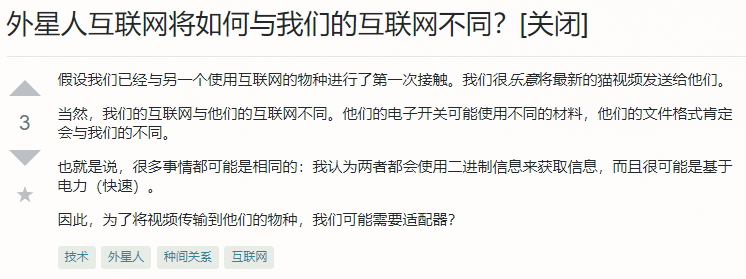 外星人互联网将如何与我们的互联网不同？[关闭]
假设我们已经与另一个使用互联网的物种进行了第一次接触。我们很乐意将最新的猫视频发送给他们。
3
当然，我们的互联网与他们的互联网不同。他们的电子开关可能使用不同的材料，他们的文件格式肯定
会与我们的不同。
也就是说，很多事情都可能是相同的：我认为两者都会使用二进制信息来获取信息，而且很可能是基于
电力（快速）。
因此，为了将视频传输到他们的物种，我们可能需要适配器？
技术 外星人 种间关系 互联网